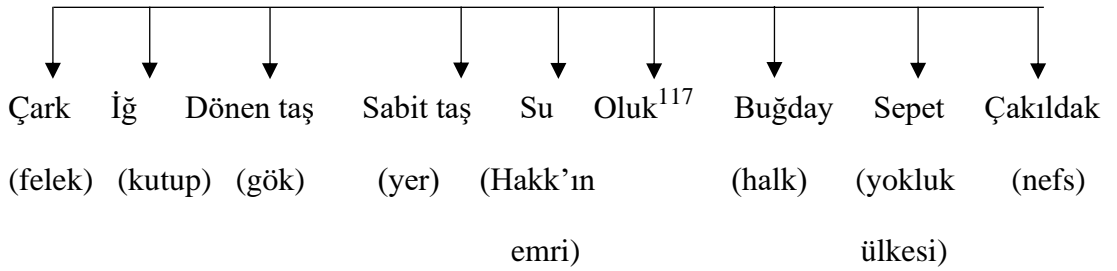 Çark İğ Dönen taş Sabit taş Su Oluk117 Buğday Sepet Çakıldak
(felek) (kutup) (gök) (yer) (Hakk’ın (halk) (yokluk (nefs)
emri) ülkesi)